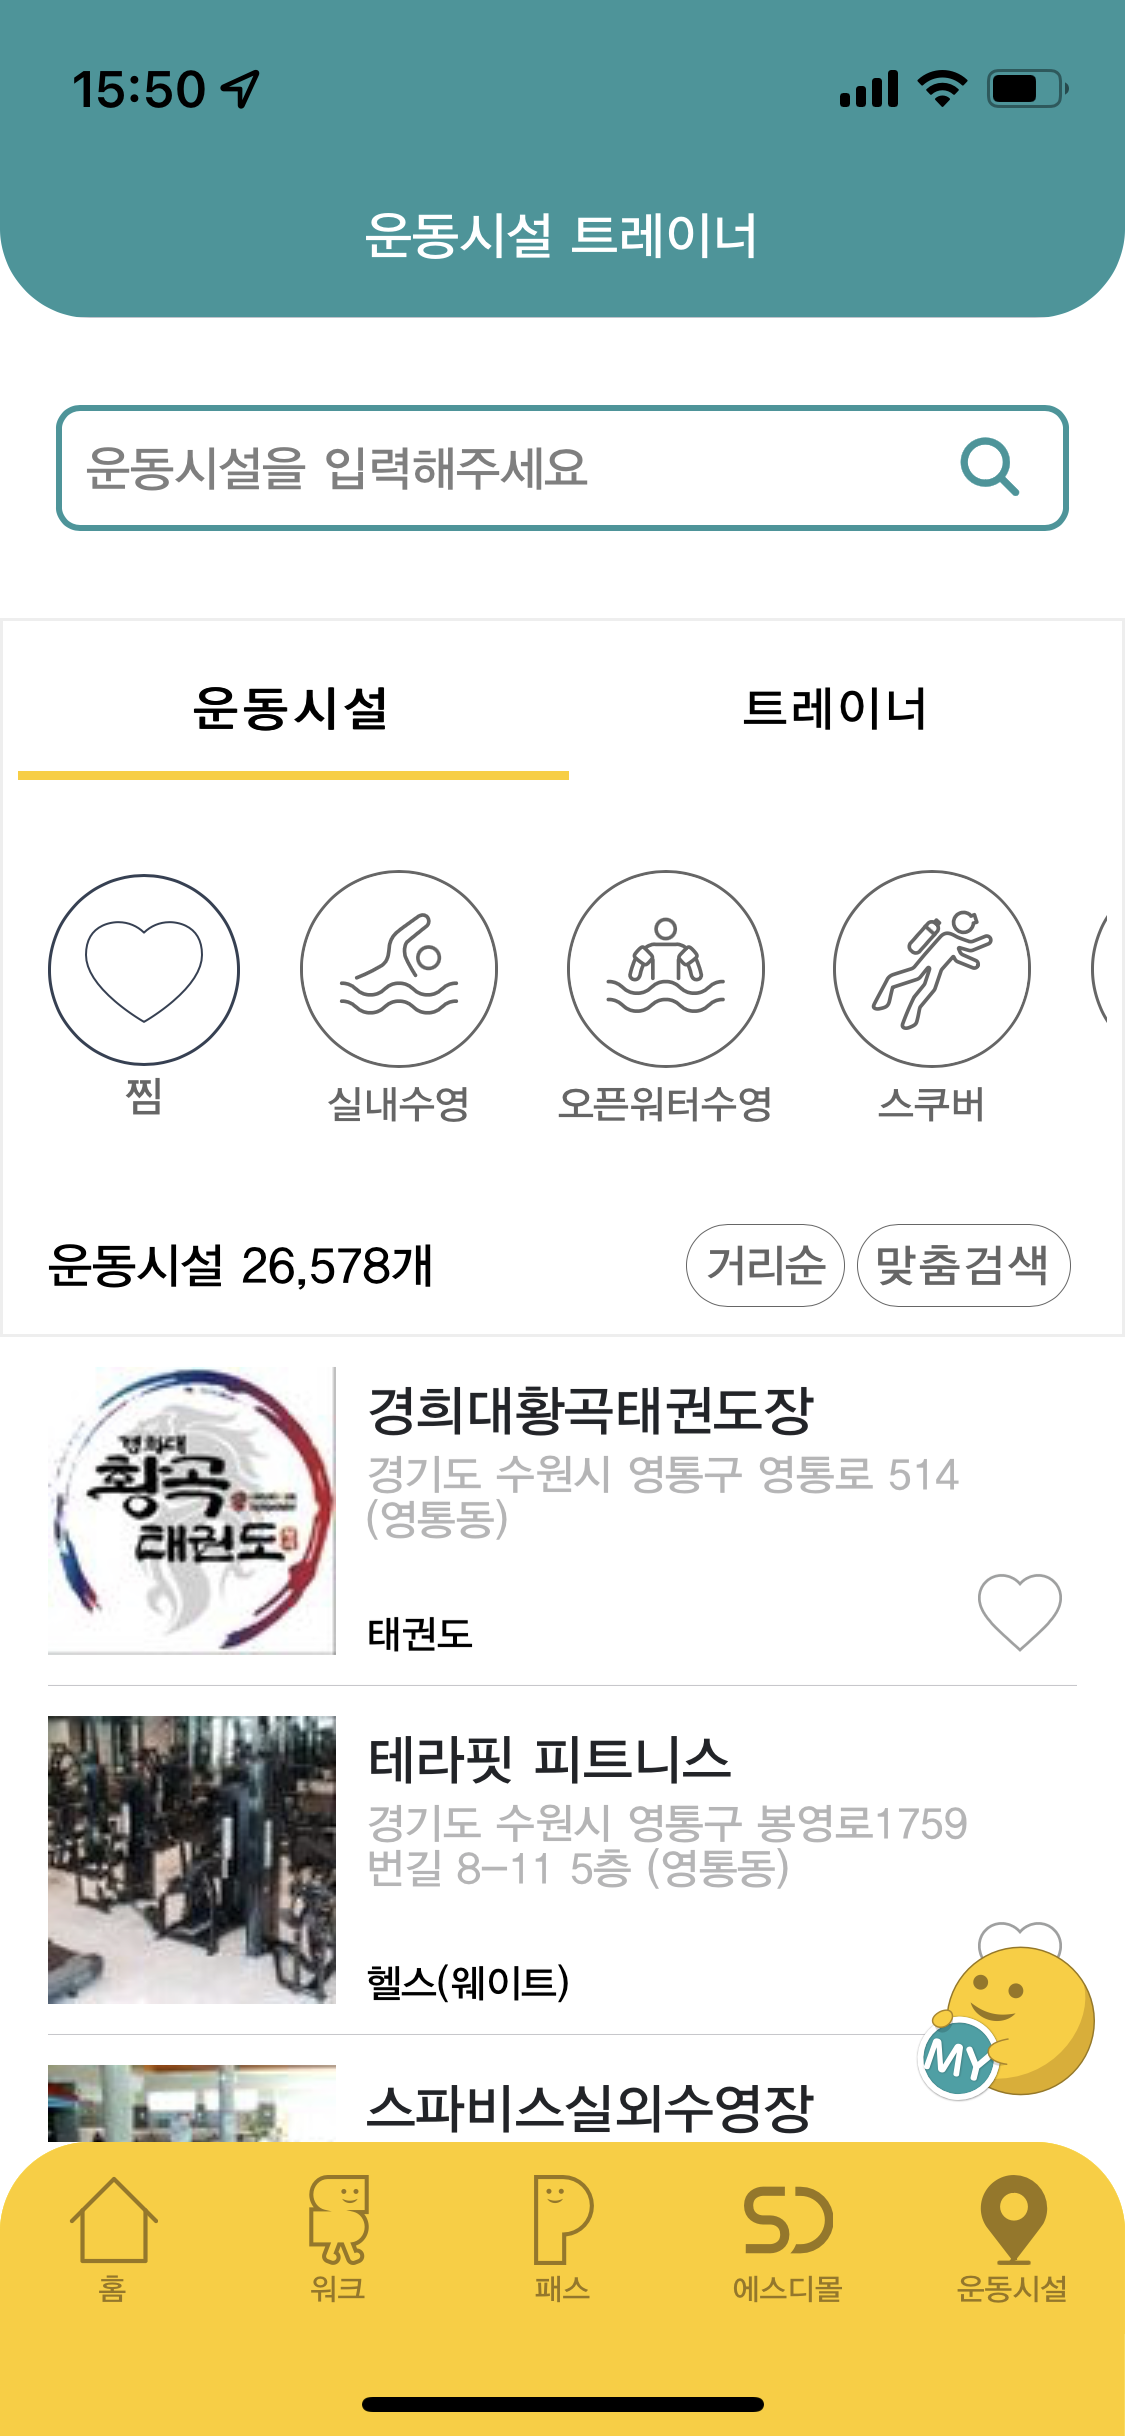 15:50
운동시설 트레이너
운동시설을 입력해주세요
운동시설 트레이너
찜 실내수영 오픈워터수영 스쿠버
운동시설 26,578개 거리순 맞춤검색
경희대
황곡
태권도
경희대황곡태권도장
경기도 수원시 영통구 영통로 514
(영통동)
태권도
테라핏 피트니스
경기도 수원시 영통구 봉영로1759
번길 8-11 5층 (영통동)
헬스(웨이트)
MY
스파비스실외수영장
SD
홈 워크 패스 에스디몰 운동시설